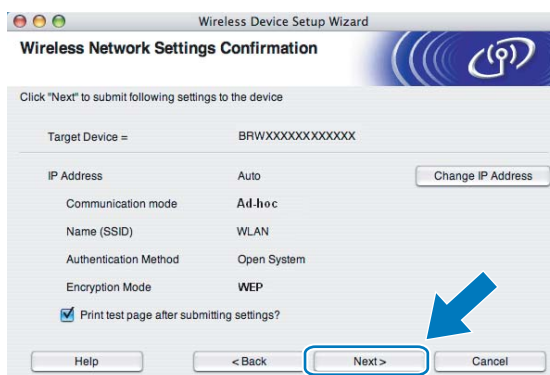 Wireless Device Setup Wizard
Wireless Network Settings Confirmation
Click "Next" to submit following settings to the device
Target Device = BRWXXXXXXXXXXXX
IP Address Auto Change IP Address
Communication mode Ad-hoc
Name (SSID) WLAN
Authentication Method Open System
Encryption Mode WEP
Print test page after submitting settings?
Help < Back Next > Cancel